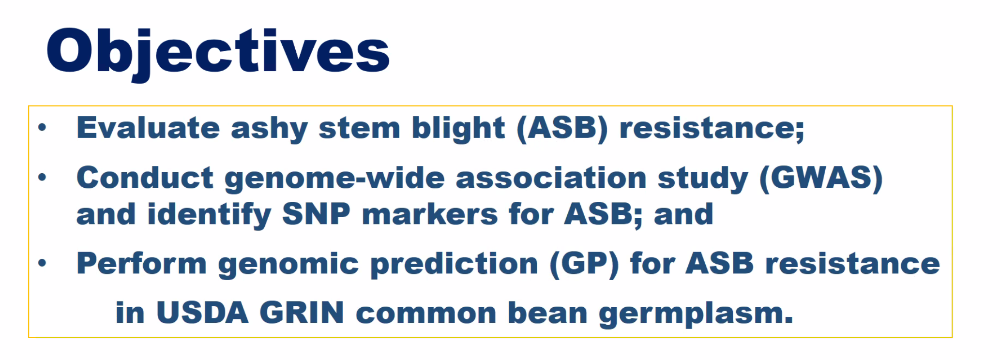 Objectives
• Evaluate ashy stem blight (ASB) resistance;
• Conduct genome-wide association study (GWAS)
and identify SNP markers for ASB; and
• Perform genomic prediction (GP) for ASB resistance
in USDA GRIN common bean germplasm.